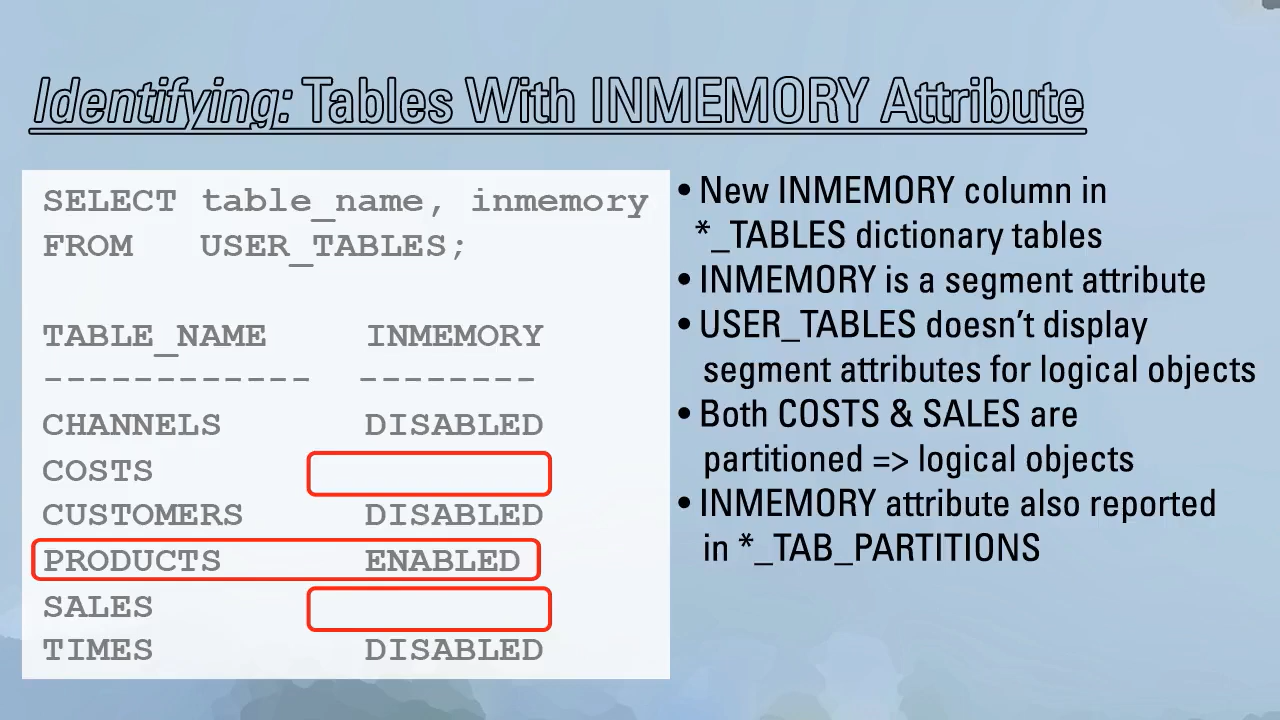 Identifying: Tables With INMEMORY Attribute
SELECT table_name, inmemory
FROM USER_TABLES;
TABLE_NAME INMEMORY
------------ --------
CHANNELS DISABLED
COSTS
CUSTOMERS DISABLED
PRODUCTS ENABLED
SALES
TIMES DISABLED
• New INMEMORY column in
*_TABLES dictionary tables
• INMEMORY is a segment attribute
• USER_TABLES doesn’t display
segment attributes for logical objects
• Both COSTS & SALES are
partitioned => logical objects
• INMEMORY attribute also reported
in *_TAB_PARTITIONS